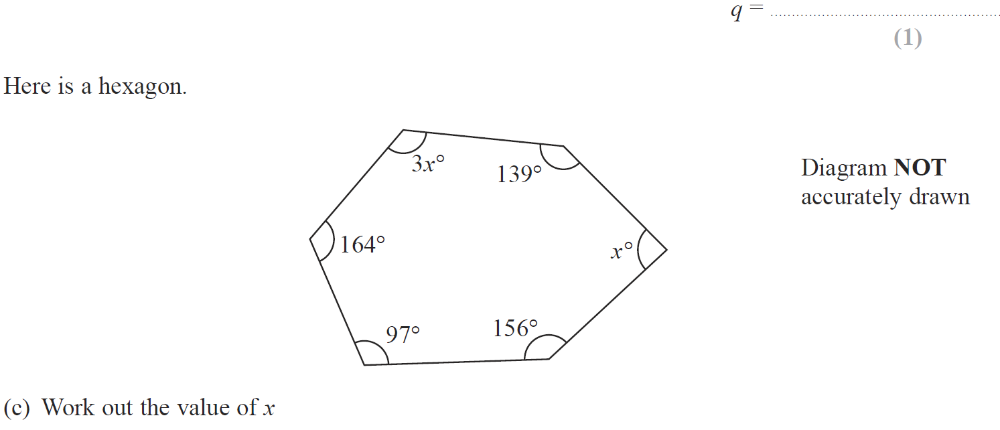 q = ..........................................................
(1)
Here is a hexagon.
3x°
139°
Diagram NOT
accurately drawn
164°
x°
97°
156°
(c) Work out the value of x